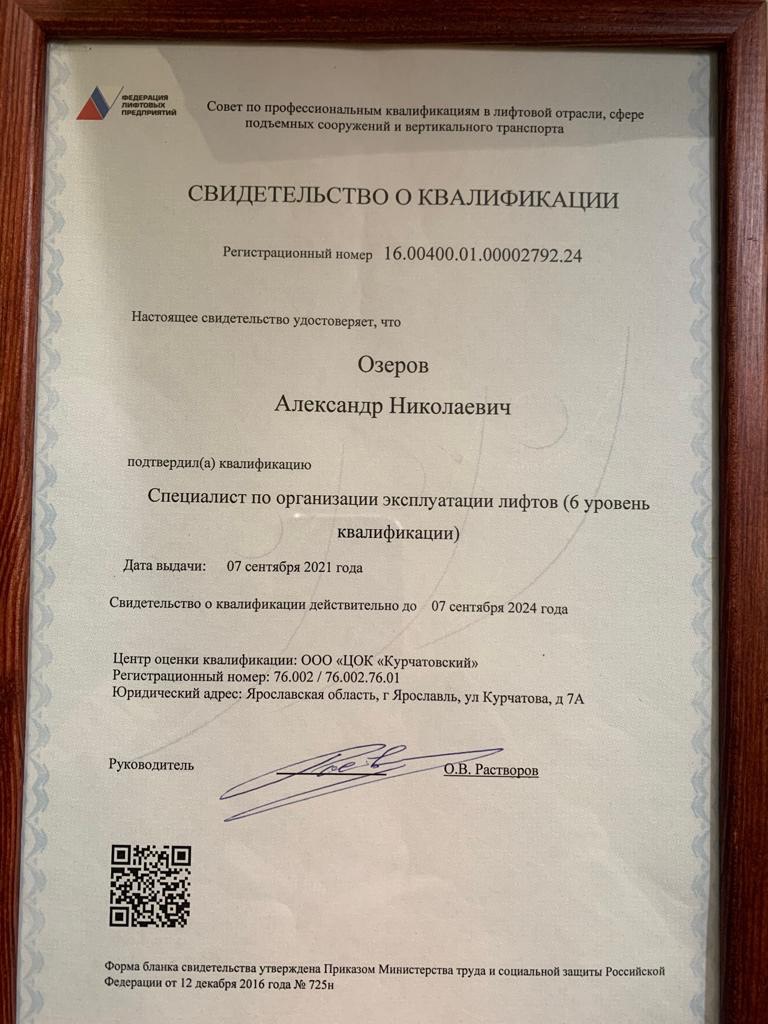 ФЕДЕРАЦИЯ
ЛИФТОВЫХ
ПРЕДПРИЯТИЙ
Совет по профессиональным квалификациям в лифтовой отрасли, сфере
подъемных сооружений и вертикального транспорта
СВИДЕТЕЛЬСТВО О КВАЛИФИКАЦИИ
Регистрационный номер 16.00400.01.00002792.24
Настоящее свидетельство удостоверяет, что
Озеров
Александр Николаевич
подтвердил(а) квалификацию
Специалист по организации эксплуатации лифтов (6 уровень
квалификации)
Дата выдачи: 07 сентября 2021 года
Свидетельство о квалификации действительно до 07 сентября 2024 года
Центр оценки квалификации: ООО «ЦОК «Курчатовский»
Регистрационный номер: 76.002 / 76.002.76.01
Юридический адрес: Ярославская область, г Ярославль, ул Курчатова, д 7А
Руководитель О.В. Растворов
Форма бланка свидетельства утверждена Приказом Министерства труда и социальной защиты Российской
Федерации от 12 декабря 2016 года № 725н